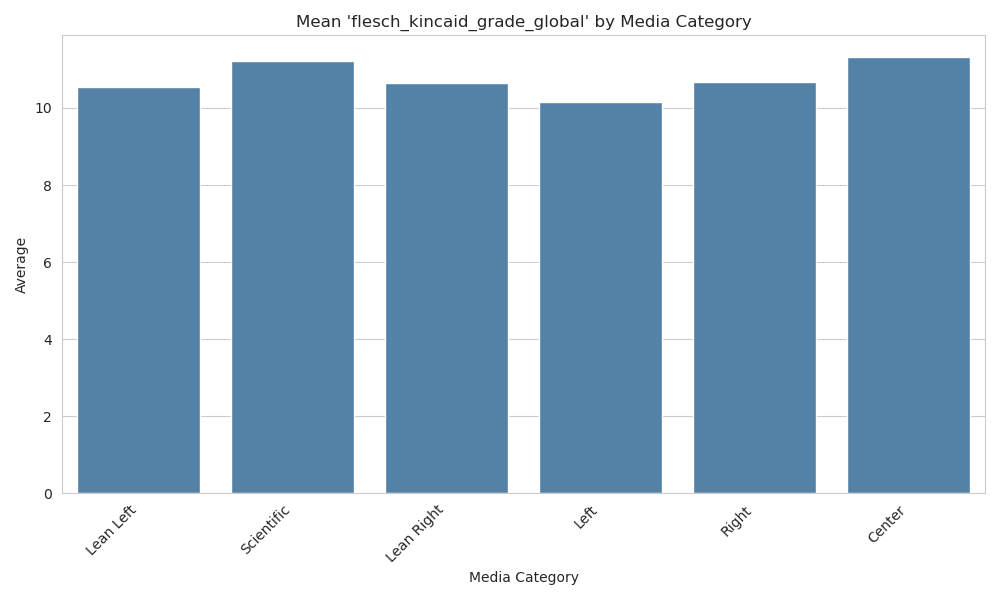 Mean 'flesch_kincaid_grade_global' by Media Category
Average
10
8
6
4
2
0
Lean Left
Scientific
Lean Right
Left
Right
Center
Media Category